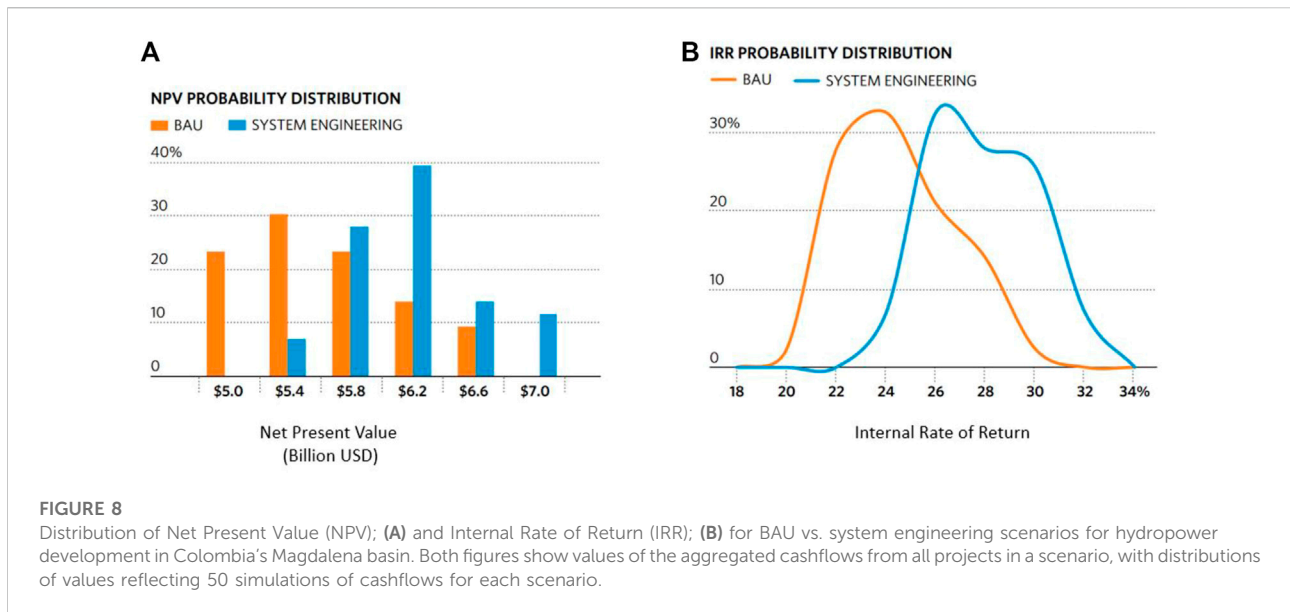 A
NPV PROBABILITY DISTRIBUTION
BAU SYSTEM ENGINEERING
40%
30
20
10
0
$5.0 $5.4 $5.8 $6.2 $6.6 $7.0
Net Present Value
(Billion USD)
B
IRR PROBABILITY DISTRIBUTION
BAU SYSTEM ENGINEERING
30%
20
10
0
18 20 22 24 26 28 30 32 34%
Internal Rate of Return
FIGURE 8
Distribution of Net Present Value (NPV); (A) and Internal Rate of Return (IRR); (B) for BAU vs. system engineering scenarios for hydropower
development in Colombia's Magdalena basin. Both figures show values of the aggregated cashflows from all projects in a scenario, with distributions
of values reflecting 50 simulations of cashflows for each scenario.